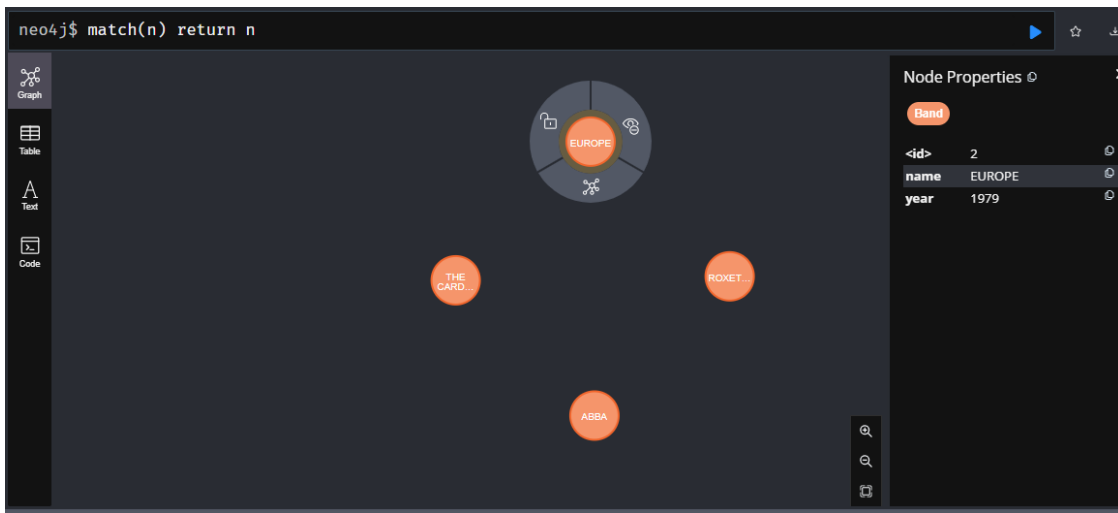 neo4j$ match(n) return n
Graph
Table
Text
Code
EUROPE
THE
CARD...
ROXET...
ABBA
Node Properties
Band
<id> 2
name EUROPE
year 1979